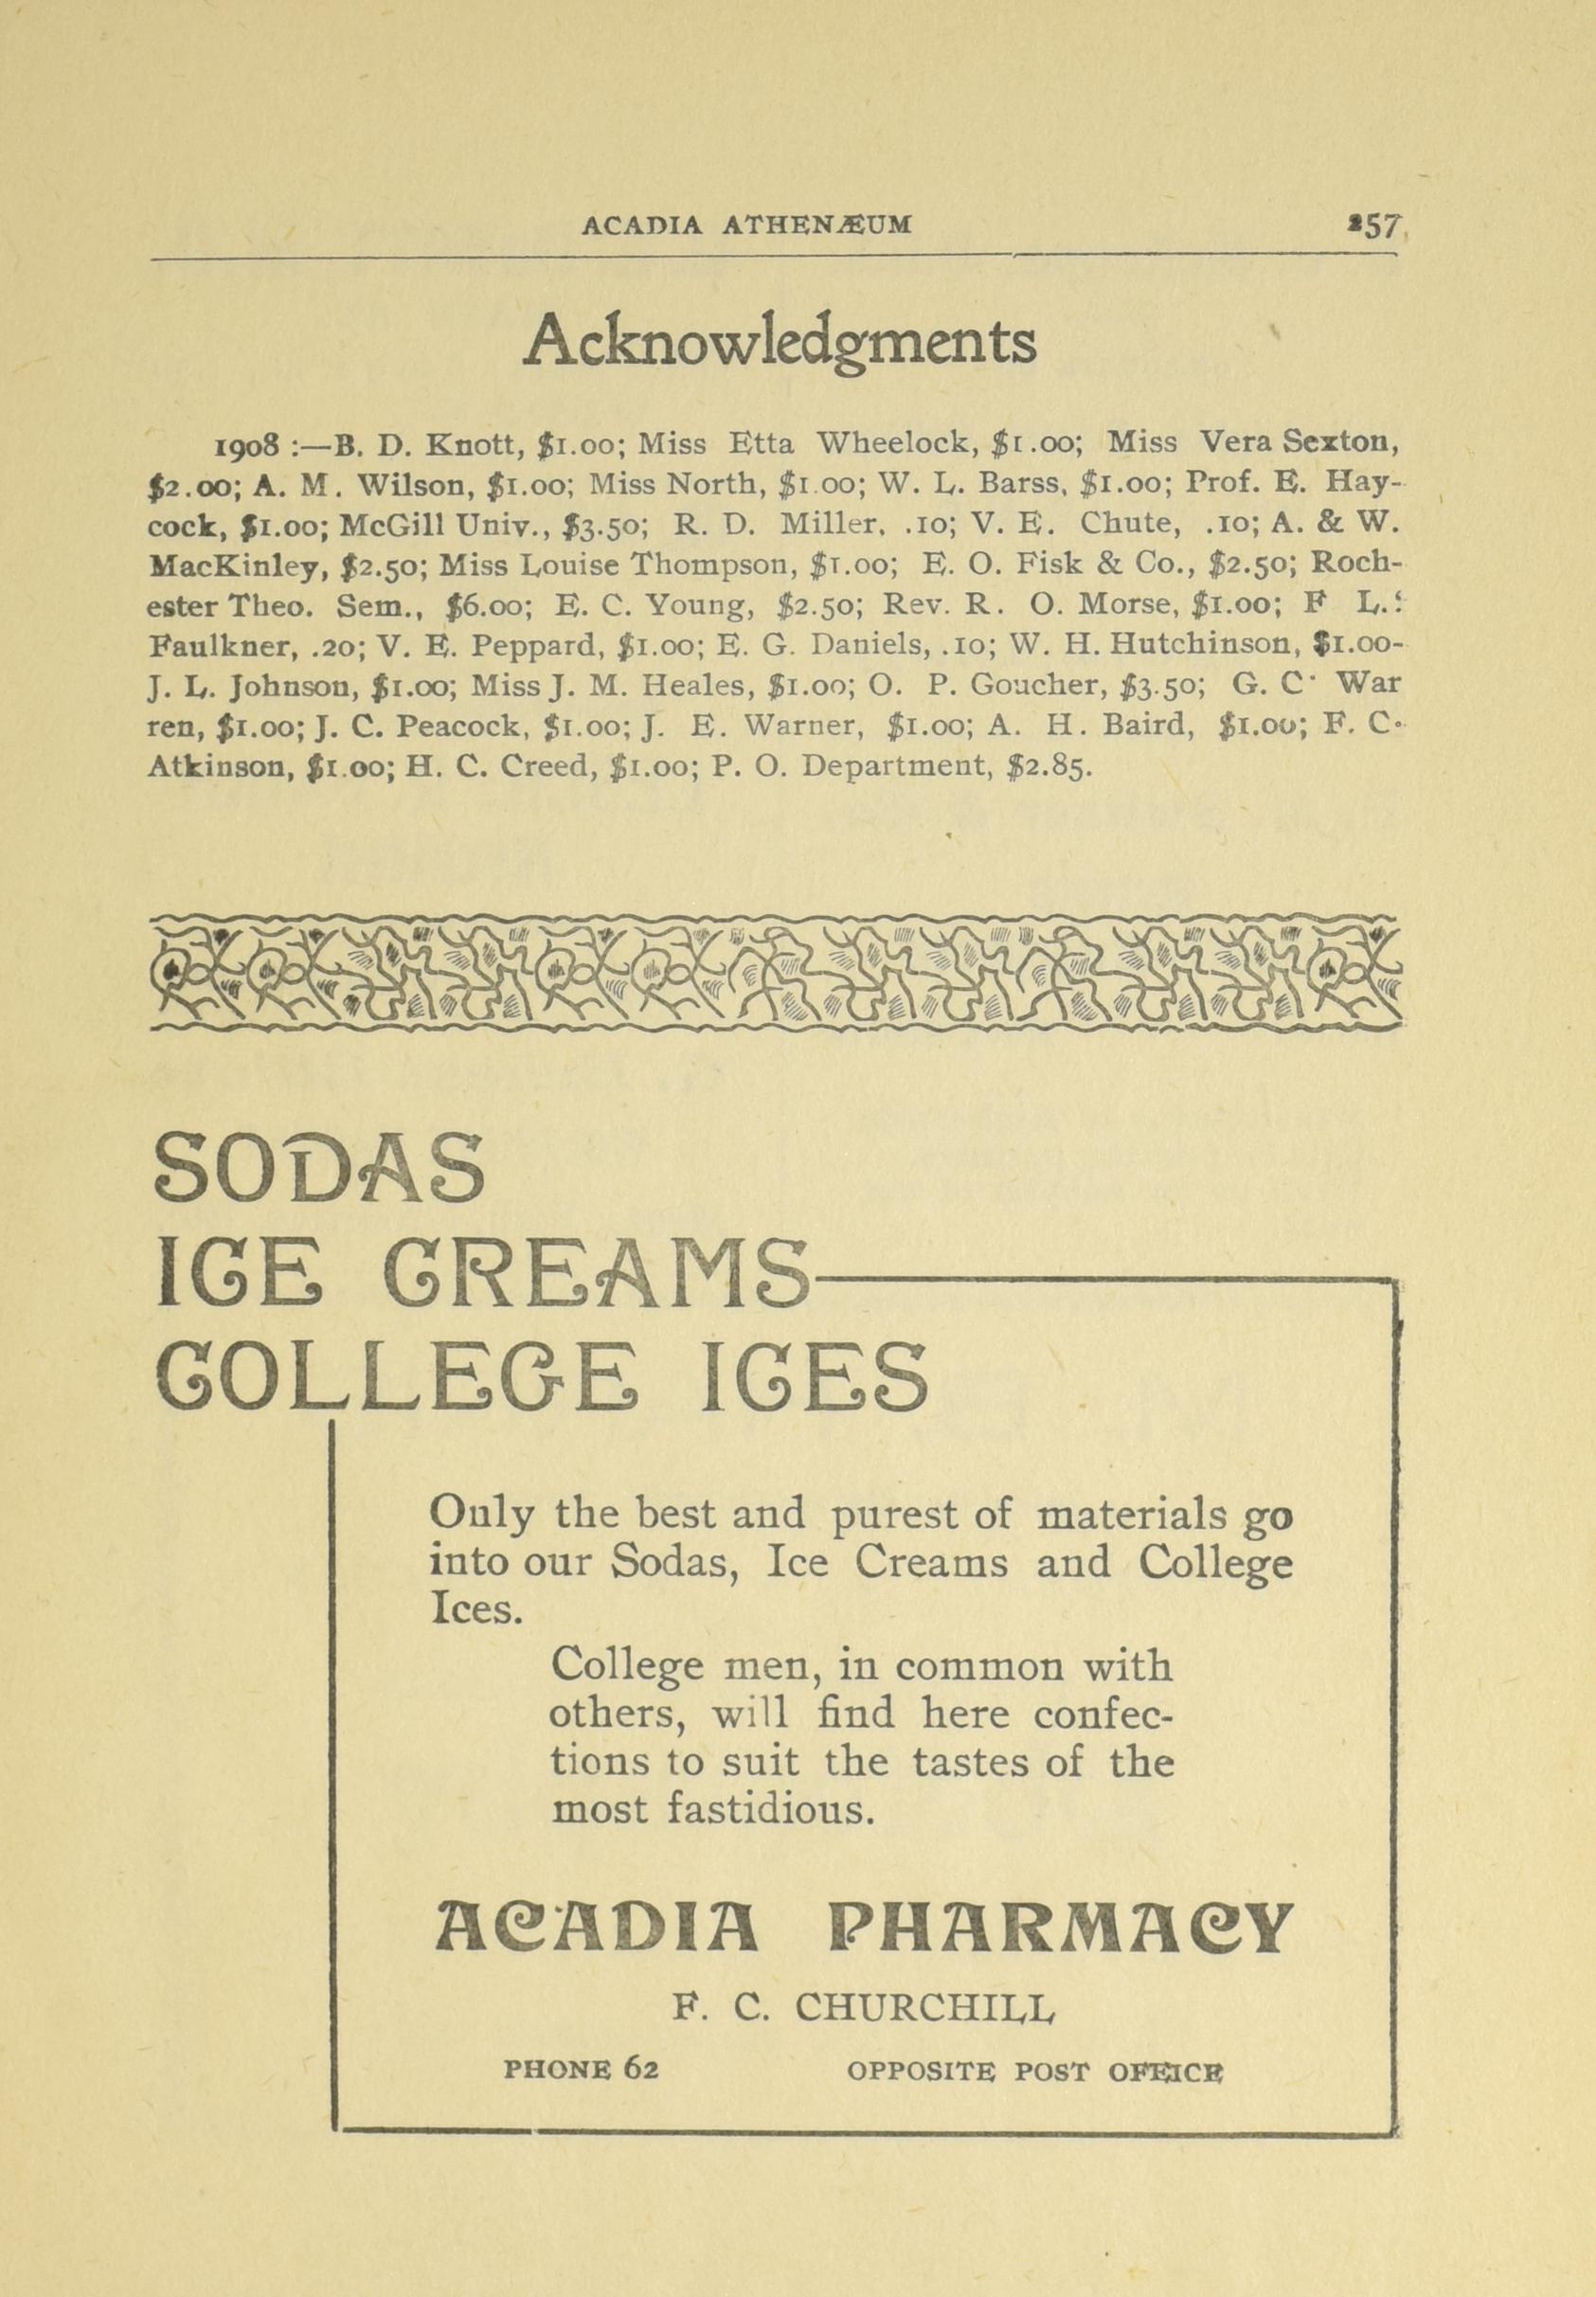 ACADIA ATHENÆUM 257
Acknowledgments
1908 :—B. D. Knott, $1.00; Miss Etta Wheelock, $1.00; Miss Vera Sexton,
$2.00; A. M. Wilson, $1.00; Miss North, $1.00; W. L. Barss, $1.00; Prof. E. Hay-
cock, $1.00; McGill Univ., $3.50; R. D. Miller, .10; V. E. Chute, .10; A. & W.
MacKinley, $2.50; Miss Louise Thompson, $1.00; E. O. Fisk & Co., $2.50; Roch-
ester Theo. Sem., $6.00; E. C. Young, $2.50; Rev. R. O. Morse, $1.00; F L.
Faulkner, .20; V. E. Peppard, $1.00; E. G. Daniels, .10; W. H. Hutchinson, $1.00-
J. L. Johnson, $1.00; Miss J. M. Heales, $1.00; O. P. Goucher, $3.50; G. C· War
ren, $1.00; J. C. Peacock, $1.00; J. E. Warner, $1.00; A. H. Baird, $1.00; F. C·
Atkinson, $1.00; H. C. Creed, $1.00; P. O. Department, $2.85.
SODAS
ICE CREAMS
COLLEGE ICES
Only the best and purest of materials go
into our Sodas, Ice Creams and College
Ices.
College men, in common with
others, will find here confec-
tions to suit the tastes of the
most fastidious.
ACADIA PHARMACY
F. C. CHURCHILL
PHONE 62 OPPOSITE POST OFFICE